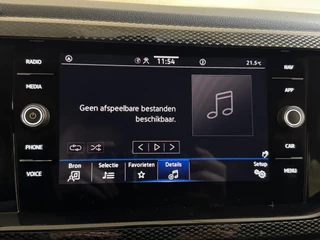 RADIO
11:54
21.5°C
NAV
MEDIA
APP
Geen afspeelbare bestanden
beschikbaar.
PHONE
CAR
Bron
Selectie
Favorieten
Details
Setup
VOICE
MENU